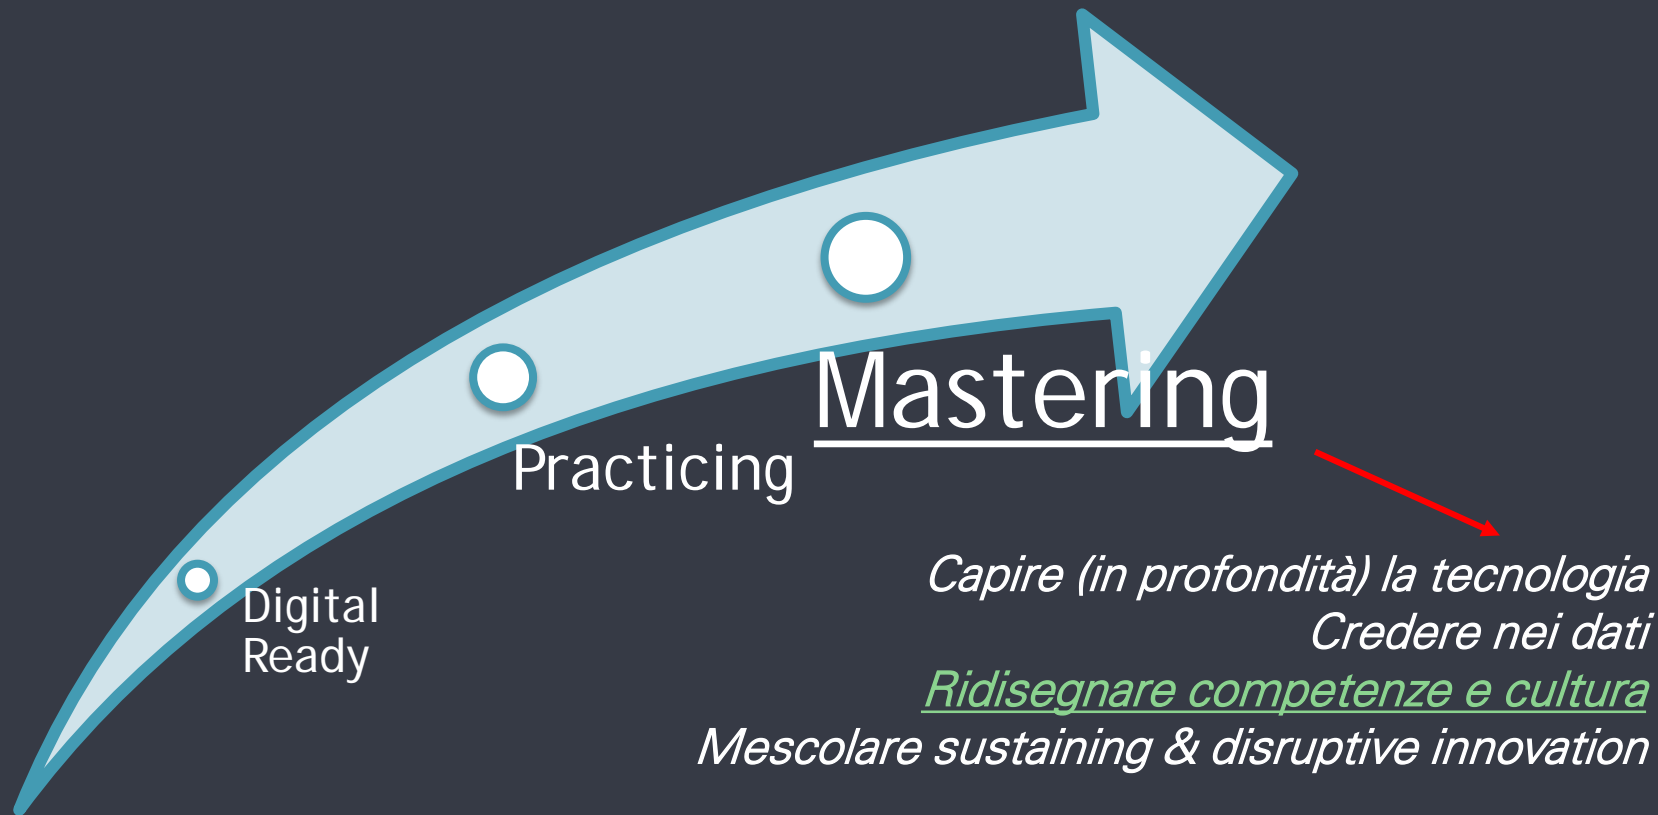 Mastering
Practicing
Digital
Ready
Capire (in profondità) la tecnologia
Credere nei dati
Ridisegnare competenze e cultura
Mescolare sustaining & disruptive innovation